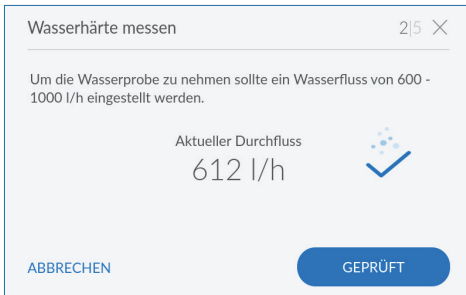 Wasserhärte messen 2|5
Um die Wasserprobe zu nehmen sollte ein Wasserfluss von 600 -
1000 l/h eingestellt werden.
Aktueller Durchfluss
612 l/h
ABBRECHEN GEPRÜFT